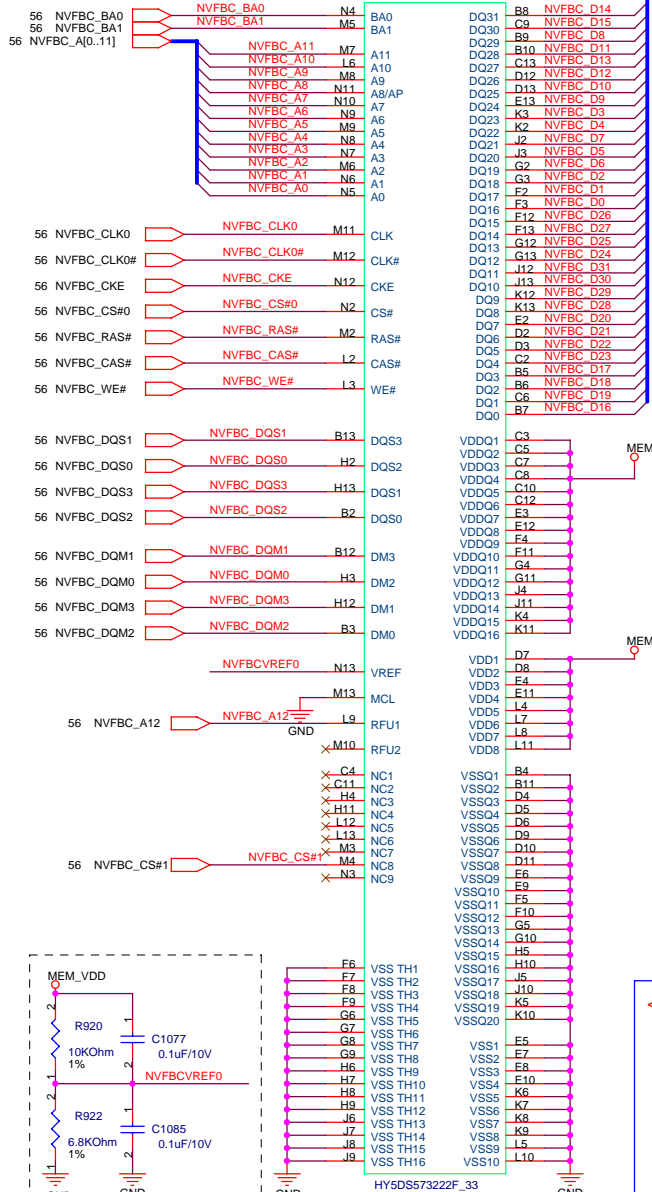 56 NVFBC_BA0 NVFBC_BA0 N4 BA0 DQ31 B8 NVFBC_D14
56 NVFBC_BA1 NVFBC_BA1 M5 BA1 DQ30 C9 NVFBC_D15
56 NVFBC_A[0..11] DQ29 B9 NVFBC_D8
NVFBC_A11 M7 A11 DQ28 B10 NVFBC_D11
NVFBC_A10 L6 A10 DQ27 C13 NVFBC_D13
NVFBC_A9 M8 A9 DQ26 D12 NVFBC_D12
NVFBC_A8 N11 A8/AP DQ25 D13 NVFBC_D10
NVFBC_A7 N10 A7 DQ24 E13 NVFBC_D9
NVFBC_A6 N9 A6 DQ23 K3 NVFBC_D3
NVFBC_A5 M9 A5 DQ22 K2 NVFBC_D4
NVFBC_A4 N8 A4 DQ21 J2 NVFBC_D7
NVFBC_A3 N7 A3 DQ20 J3 NVFBC_D5
NVFBC_A2 M6 A2 DQ19 G2 NVFBC_D6
NVFBC_A1 N6 A1 DQ18 G3 NVFBC_D2
NVFBC_A0 N5 A0 DQ17 F2 NVFBC_D1
DQ16 F3 NVFBC_D0
DQ15 F12 NVFBC_D26
56 NVFBC_CLK0 NVFBC_CLK0 M11 CLK DQ14 F13 NVFBC_D27
DQ13 G12 NVFBC_D25
56 NVFBC_CLK0# NVFBC_CLK0# M12 CLK# DQ12 G13 NVFBC_D24
DQ11 J12 NVFBC_D31
56 NVFBC_CKE NVFBC_CKE N12 CKE DQ10 J13 NVFBC_D30
DQ9 K12 NVFBC_D29
56 NVFBC_CS#0 NVFBC_CS#0 N2 CS# DQ8 K13 NVFBC_D28
DQ7 E2 NVFBC_D20
56 NVFBC_RAS# NVFBC_RAS# M2 RAS# DQ6 D2 NVFBC_D21
DQ5 D3 NVFBC_D22
56 NVFBC_CAS# NVFBC_CAS# L2 CAS# DQ4 C2 NVFBC_D23
DQ3 B5 NVFBC_D17
56 NVFBC_WE# NVFBC_WE# L3 WE# DQ2 B6 NVFBC_D18
DQ1 C6 NVFBC_D19
DQ0 B7 NVFBC_D16
56 NVFBC_DQS1 NVFBC_DQS1 B13 DQS3 VDDQ1 C3
VDDQ2 C5 MEM
56 NVFBC_DQS0 NVFBC_DQS0 H2 DQS2 VDDQ3 C7
VDDQ4 C8
56 NVFBC_DQS3 NVFBC_DQS3 H13 DQS1 VDDQ5 C10
VDDQ6 C12
56 NVFBC_DQS2 NVFBC_DQS2 B2 DQS0 VDDQ7 E3
VDDQ8 E12
VDDQ9 F4
56 NVFBC_DQM1 NVFBC_DQM1 B12 DM3 VDDQ10 F11
VDDQ11 G4
56 NVFBC_DQM0 NVFBC_DQM0 H3 DM2 VDDQ12 G11
VDDQ13 J4
56 NVFBC_DQM3 NVFBC_DQM3 H12 DM1 VDDQ14 J11
VDDQ15 K4
56 NVFBC_DQM2 NVFBC_DQM2 B3 DM0 VDDQ16 K11
MEM
NVFBCVREF0 N13 VREF VDD1 D7
VDD2 D8
VDD3 E4
M13 MCL VDD4 E11
GND
VDD5 L4
56 NVFBC_A12 NVFBC_A12 L9 RFU1 VDD6 L7
VDD7 L8
M10 RFU2 VDD8 L11
C4 NC1 VSSQ1 B4
C11 NC2 VSSQ2 B11
H4 NC3 VSSQ3 D4
H11 NC4 VSSQ4 D5
L12 NC5 VSSQ5 D6
L13 NC6 VSSQ6 D9
M3 NC7 VSSQ7 D10
56 NVFBC_CS#1 NVFBC_CS#1 M4 NC8 VSSQ8 D11
N3 NC9 VSSQ9 E6
VSSQ10 E9
VSSQ11 F5
VSSQ12 F10
VSSQ13 G5
VSSQ14 G10
VSSQ15 H5
F6 VSS TH1 VSSQ16 H10
F7 VSS TH2 VSSQ17 J5
F8 VSS TH3 VSSQ18 J10
F9 VSS TH4 VSSQ19 K5
G6 VSS TH5 VSSQ20 K10
G7 VSS TH6
G8 VSS TH7 VSS1 E5
G9 VSS TH8 VSS2 E7
H6 VSS TH9 VSS3 E8
H7 VSS TH10 VSS4 E10
H8 VSS TH11 VSS5 K6
H9 VSS TH12 VSS6 K7
J6 VSS TH13 VSS7 K8
J7 VSS TH14 VSS8 K9
J8 VSS TH15 VSS9 L5
J9 VSS TH16 VSS10 L10
HY5DS573222F_33
GND
GND
MEM_VDD
2
R920
10KOhm
1%
1
1
C1077
0.1uF/10V
2
NVFBCVREF0
2
R922
6.8KOhm
1%
1
1
C1085
0.1uF/10V
2
GND